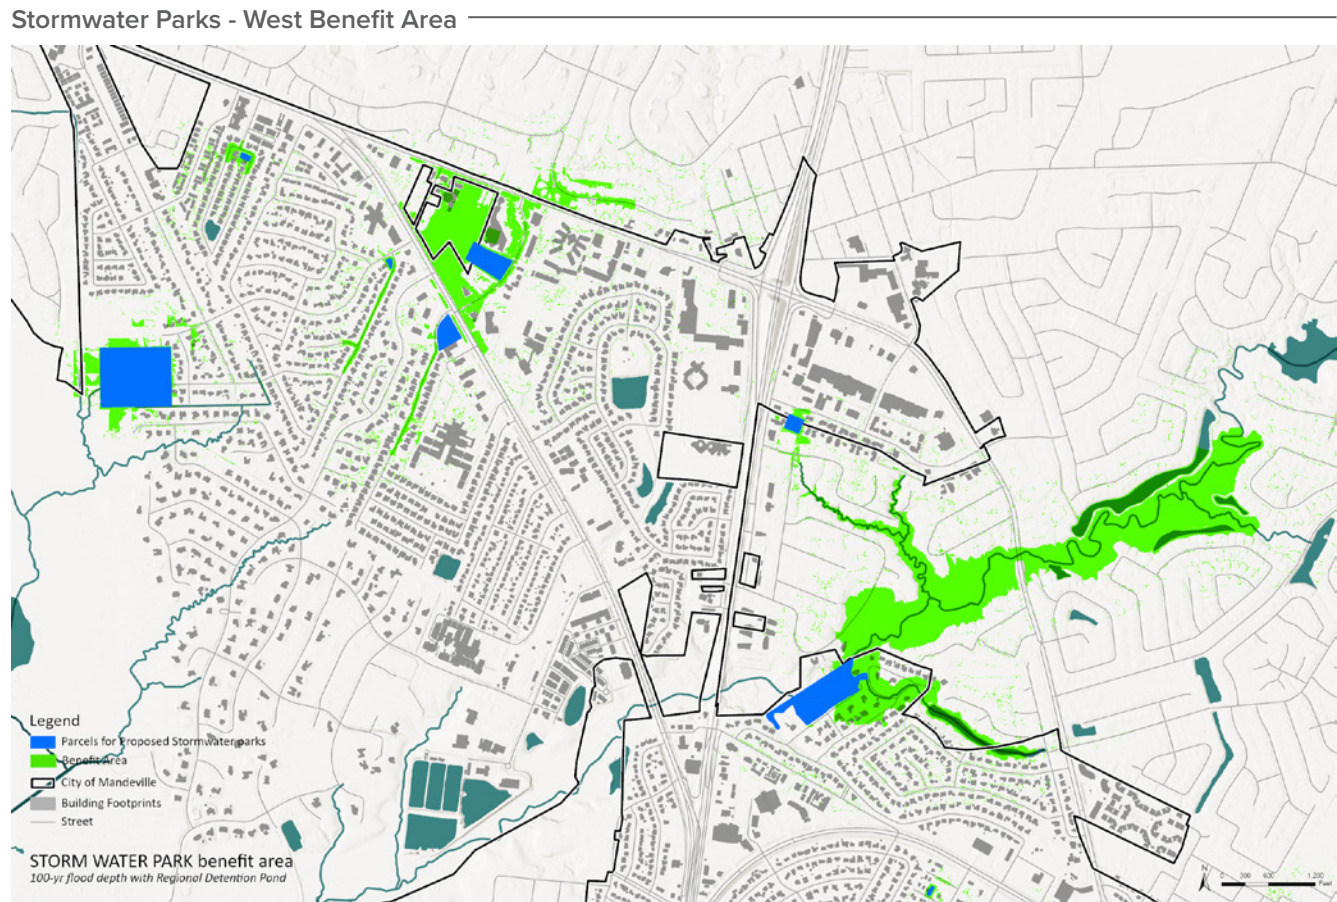 Stormwater Parks - West Benefit Area
Legend
Parcels for Proposed Stormwater parks
Benefit Area
City of Mandeville
Building Footprints
Street
STORM WATER PARK benefit area
100-yr flood depth with Regional Detention Pond
N
0 300 600 1,200
Feet